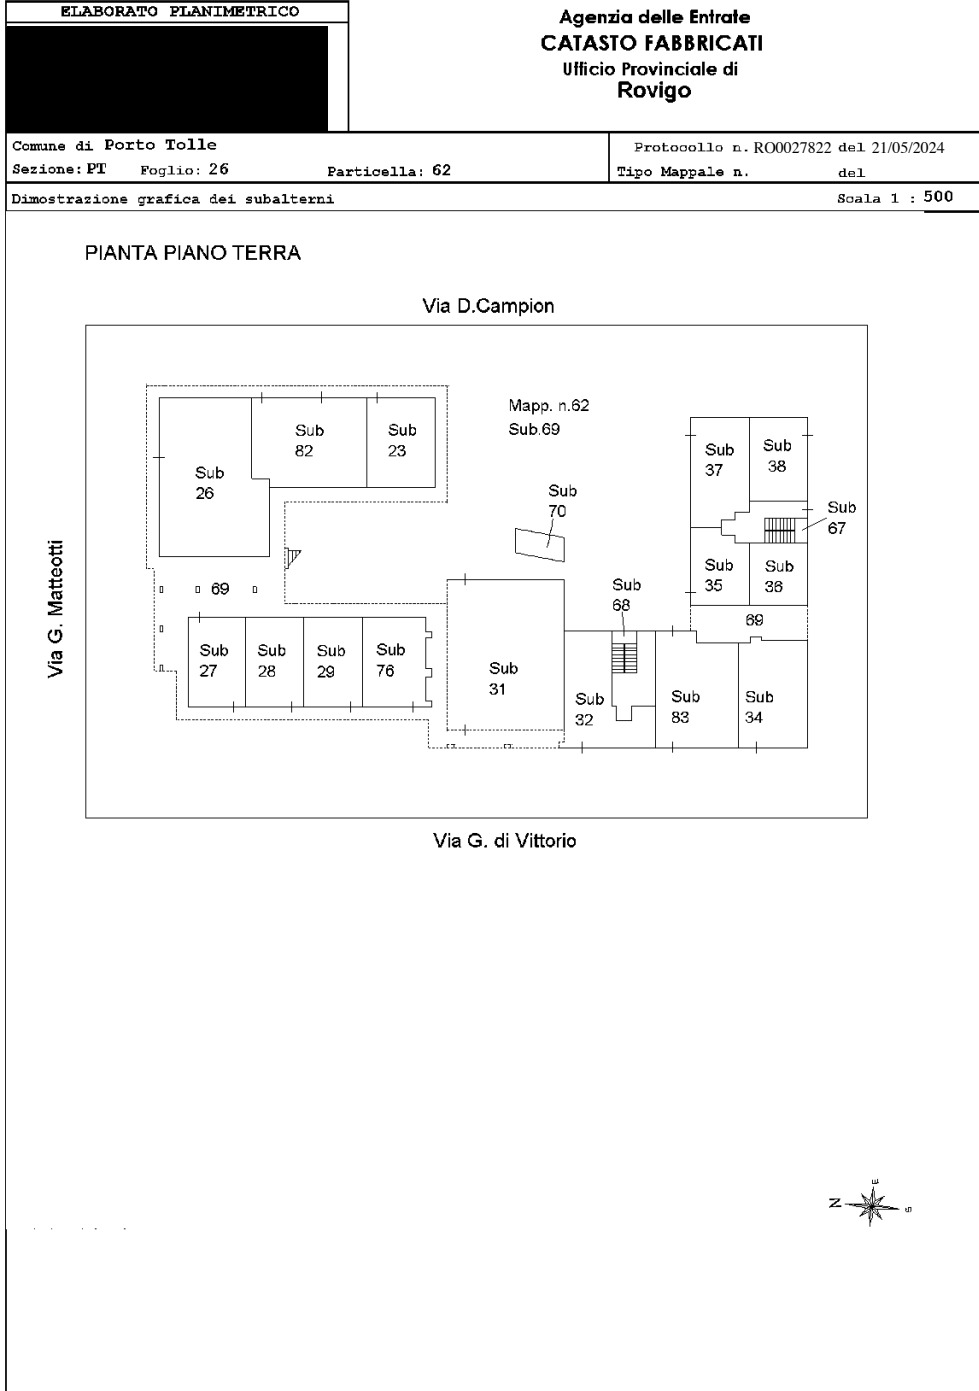 ELABORATO PLANIMETRICO
Agenzia delle Entrate
CATASTO FABBRICATI
Ufficio Provinciale di
Rovigo
Comune di Porto Tolle
Protocollo n. RO0027822 del 21/05/2024
Sezione: PT Foglio: 26 Particella: 62
Tipo Mappale n. del
Dimostrazione grafica dei subalterni
Scala 1 : 500
PIANTA PIANO TERRA
Via D.Campion
Mapp. n.62
Sub.69
Sub
82
Sub
23
Sub
26
Sub
37
Sub
38
Sub
70
Sub
67
Via G. Matteotti
69
Sub
35
Sub
36
Sub
68
69
Sub
27
Sub
28
Sub
29
Sub
76
Sub
31
Sub
32
Sub
83
Sub
34
Via G. di Vittorio
E
N
S